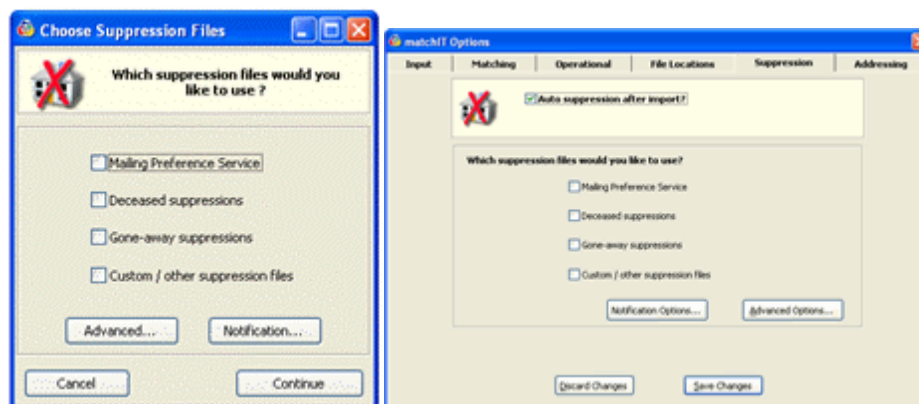 Choose Suppression Files
Which suppression files would you
like to use ?
Mailing Preference Service
Deceased suppressions
Gone-away suppressions
Custom / other suppression files
Advanced...
Notification...
Cancel
Continue
matchIT Options
Input
Matching
Operational
File Locations
Suppression
Addressing
Auto suppression after import?
Which suppression files would you like to use?
Mailing Preference Service
Deceased suppressions
Gone-away suppressions
Custom / other suppression files
Notification Options...
Advanced Options...
Discard Changes
Save Changes